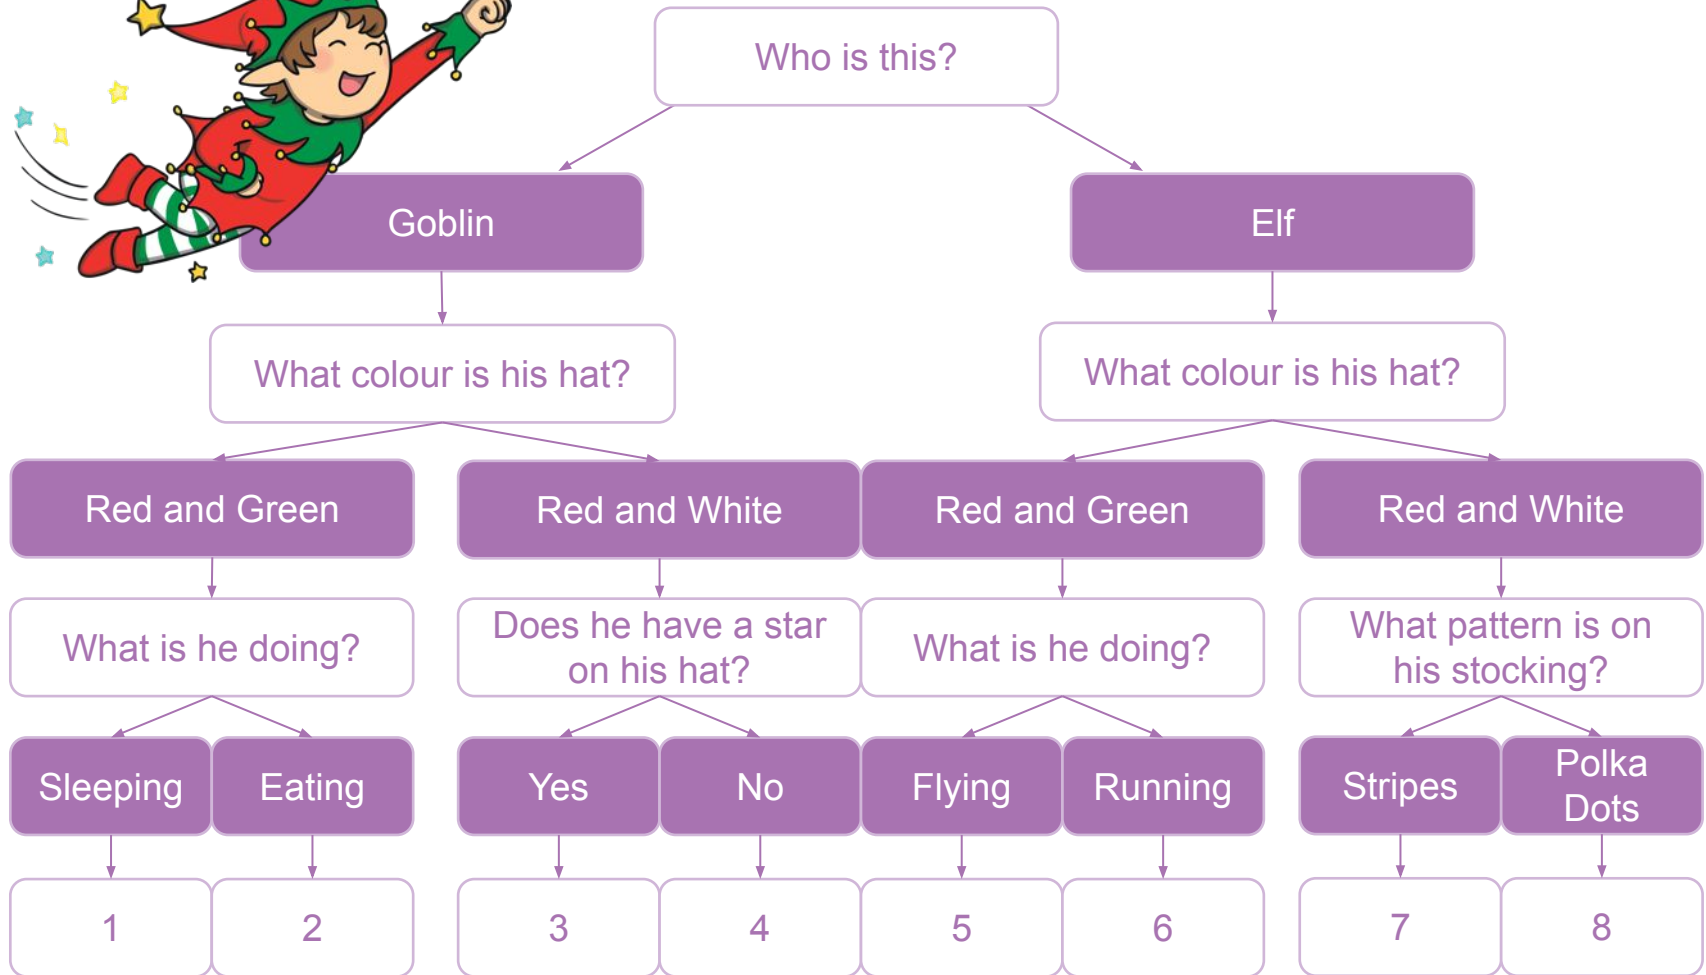 Who is this?
Goblin
Elf
What colour is his hat?
What colour is his hat?
Red and Green
Red and White
Red and Green
Red and White
What is he doing?
Does he have a star
on his hat?
What is he doing?
What pattern is on
his stocking?
Sleeping
Eating
Yes
No
Flying
Running
Stripes
Polka
Dots
1
2
3
4
5
6
7
8